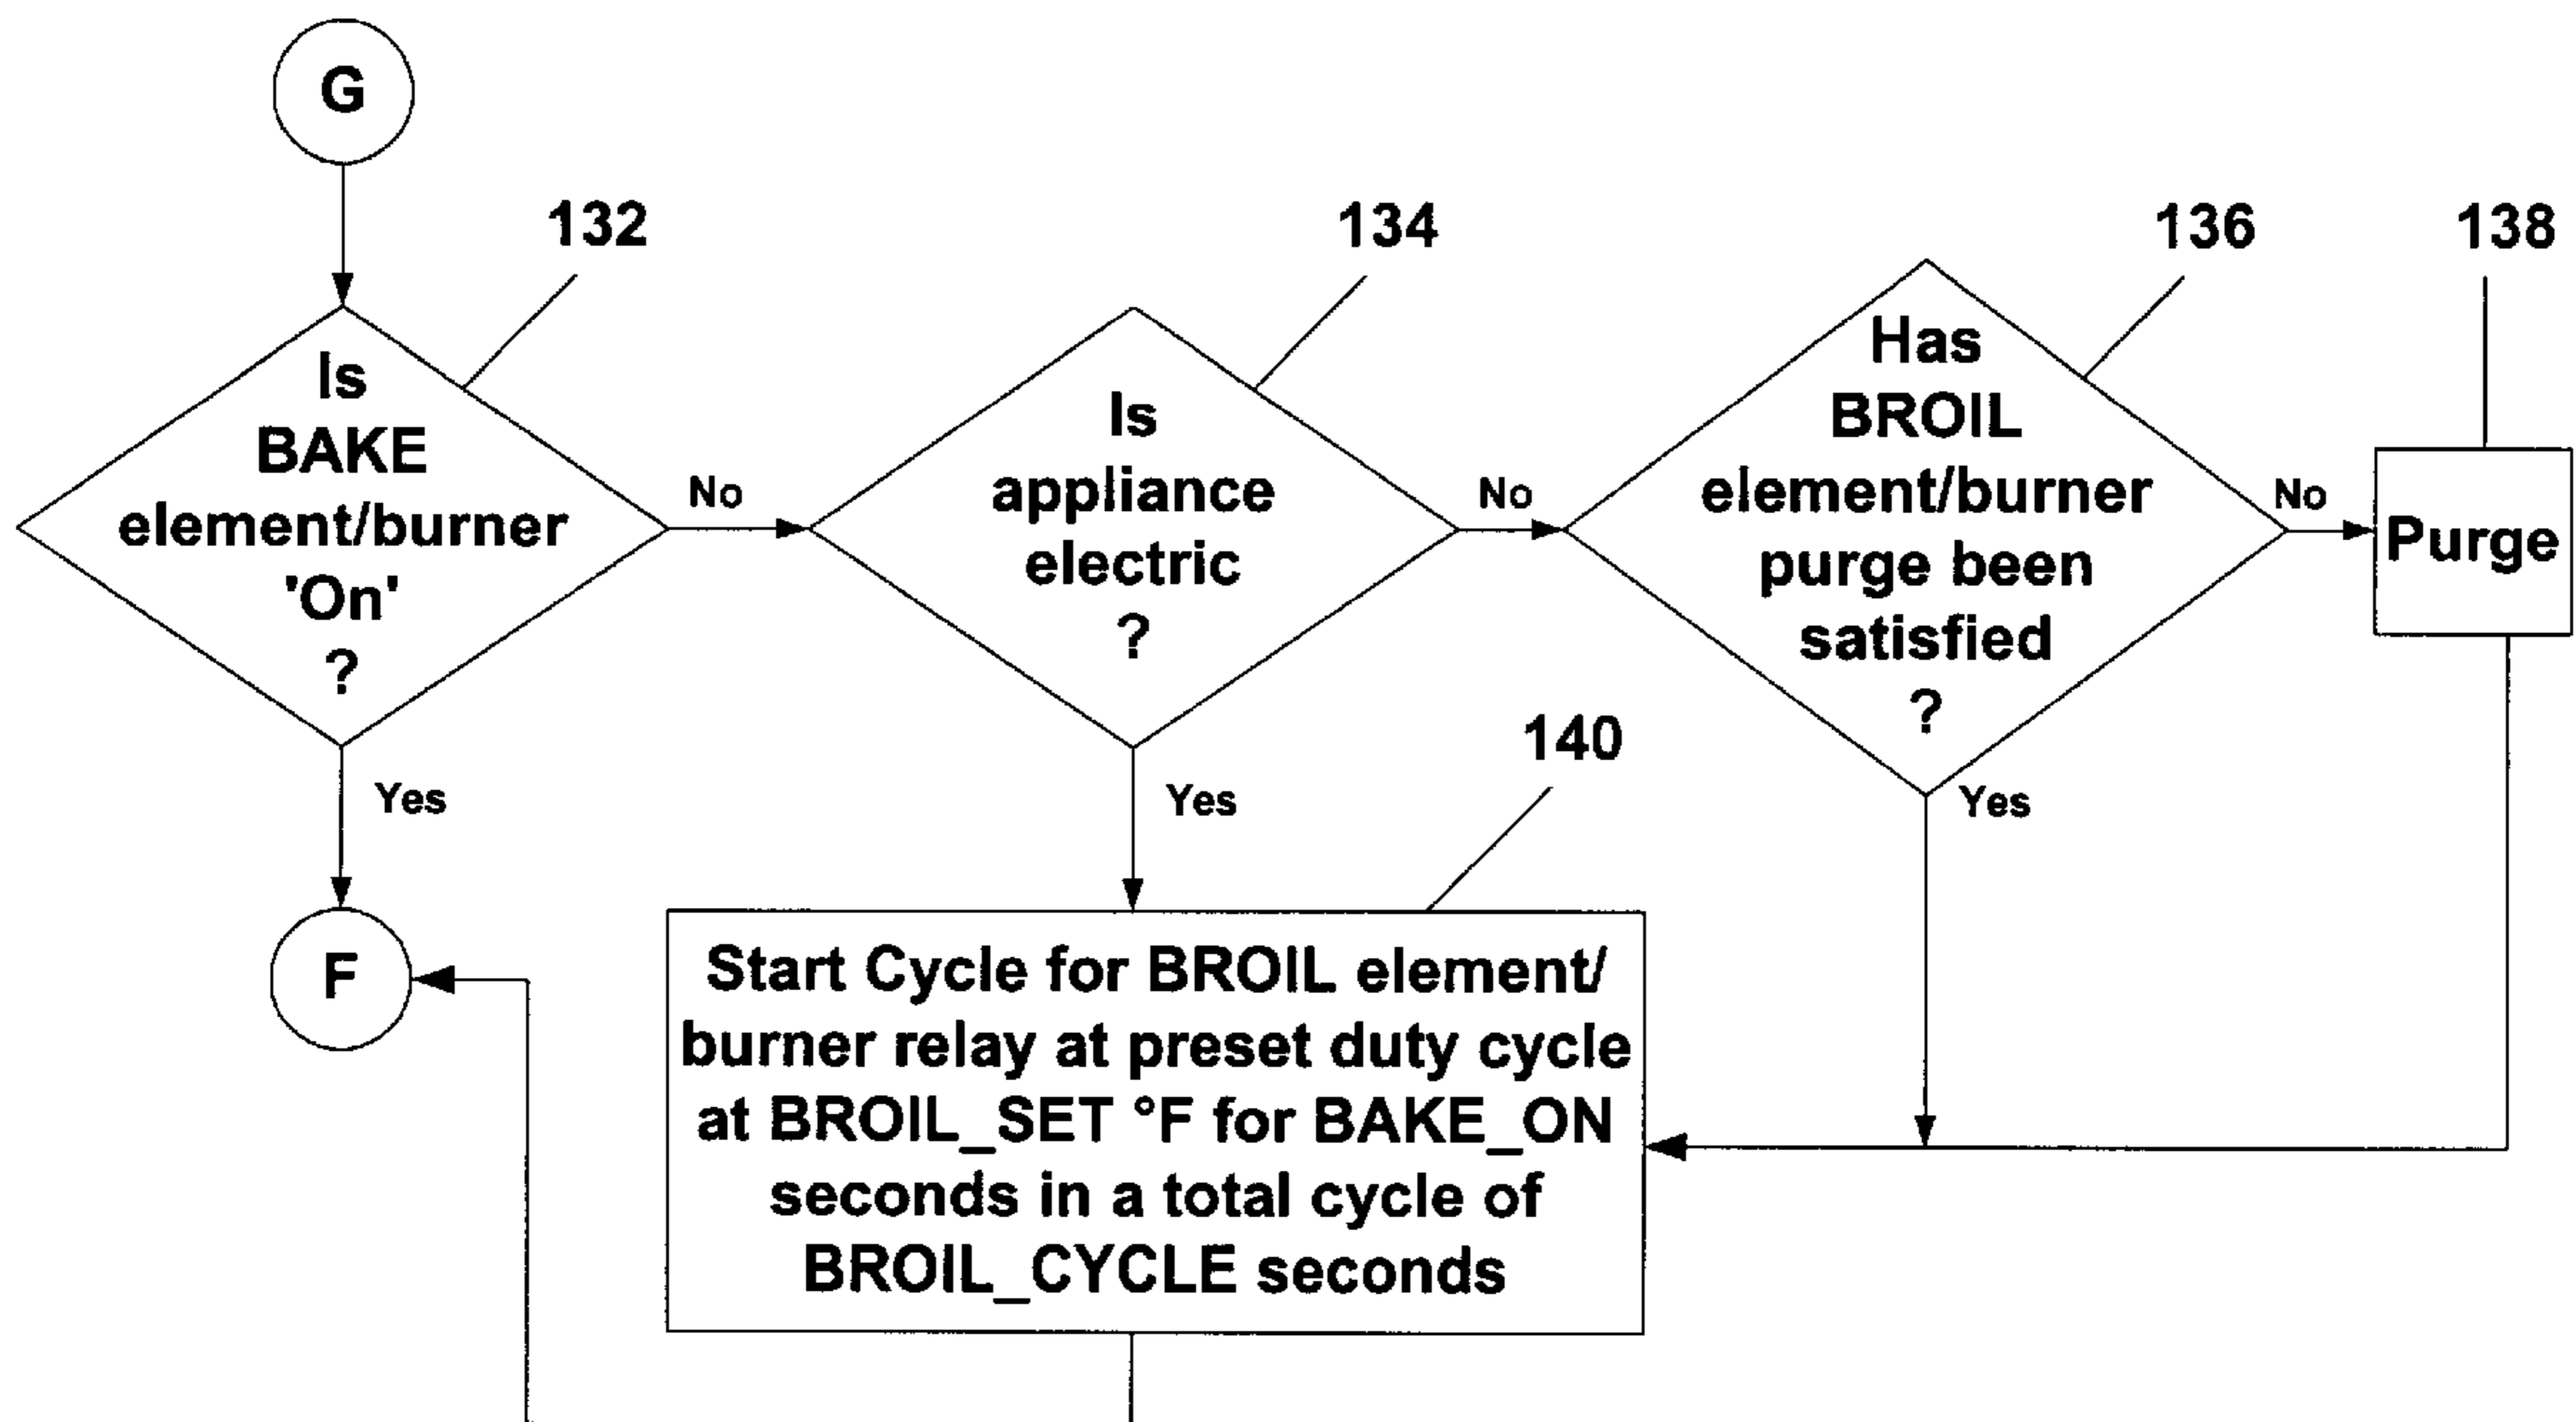 G
132
134
136
138
Is
BAKE
element/burner
'On'
?
No
Yes
Is
appliance
electric
?
No
Yes
Has
BROIL
element/burner
purge been
satisfied
?
No
Yes
Purge
140
F
Start Cycle for BROIL element/
burner relay at preset duty cycle
at BROIL_SET °F for BAKE_ON
seconds in a total cycle of
BROIL_CYCLE seconds